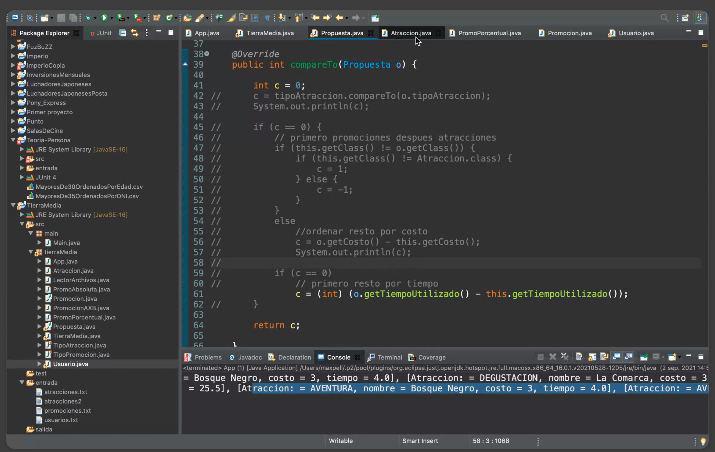 Package Explorer
JUnit
App.java
TierraMedia.java
Propuesta.java
Atraccion.java
PromoPorcentual.java
Promocion.java
Usuario.java
FuzBuZZ
imperio
ImperioCopia
InversionesMensuales
LuchadoresJaponeses
LuchadoresJaponesesPosta
Pony_Express
Primer proyecto
Punto
SalasDeCine
Teoria-Persona
JRE System Library [JavaSE-16]
src
entrada
JUnit 4
MayoresDe30OrdenadosPorEdad.csv
MayoresDe35OrdenadosPorDNI.csv
TierraMedia
JRE System Library [JavaSE-16]
src
main
Main.java
tierraMedia
App.java
Atraccion.java
LectorArchivos.java
PromoAbsoluta.java
Promocion.java
PromocionAXB.java
PromoPorcentual.java
Propuesta.java
TierraMedia.java
TipoAtraccion.java
TipoPromocion.java
Usuario.java
test
entrada
atracciones.txt
atracciones2
promociones.txt
usuarios.txt
salida
37
38 @Override
39 public int compareTo(Propuesta o) {
40
41 int c = 0;
42 // c = tipoAtraccion.compareTo(o.tipoAtraccion);
43 // System.out.println(c);
44
45 // if (c == 0) {
46 // // primero promociones despues atracciones
47 // if (this.getClass() != o.getClass()) {
48 // if (this.getClass() != Atraccion.class) {
49 // c = 1;
50 // } else {
51 // c = -1;
52 // }
53 // }
54 // else
55 // //ordenar resto por costo
56 // c = o.getCosto() - this.getCosto();
57 // System.out.println(c);
58 //
59 // if (c == 0)
60 // // primero resto por tiempo
61 c = (int) (o.getTiempoUtilizado() - this.getTiempoUtilizado());
62 // }
63
64 return c;
65
66 }
Problems
Javadoc
Declaration
Console
Terminal
Coverage
<terminated> App (1) [Java Application] /Users/maxpell/.p2/pool/plugins/org.eclipse.justj.openjdk.hotspot.jre.full.macosx.x86_64_16.0.1.v20210528-1205/jre/bin/java (2 sep. 2021 14:5
= Bosque Negro, costo = 3, tiempo = 4.0], [Atraccion: = DEGUSTACION, nombre = La Comarca, costo = 3
= 25.5], [Atraccion: = AVENTURA, nombre = Bosque Negro, costo = 3, tiempo = 4.0], [Atraccion: = AV
Writable
Smart Insert
58 : 3 : 1068